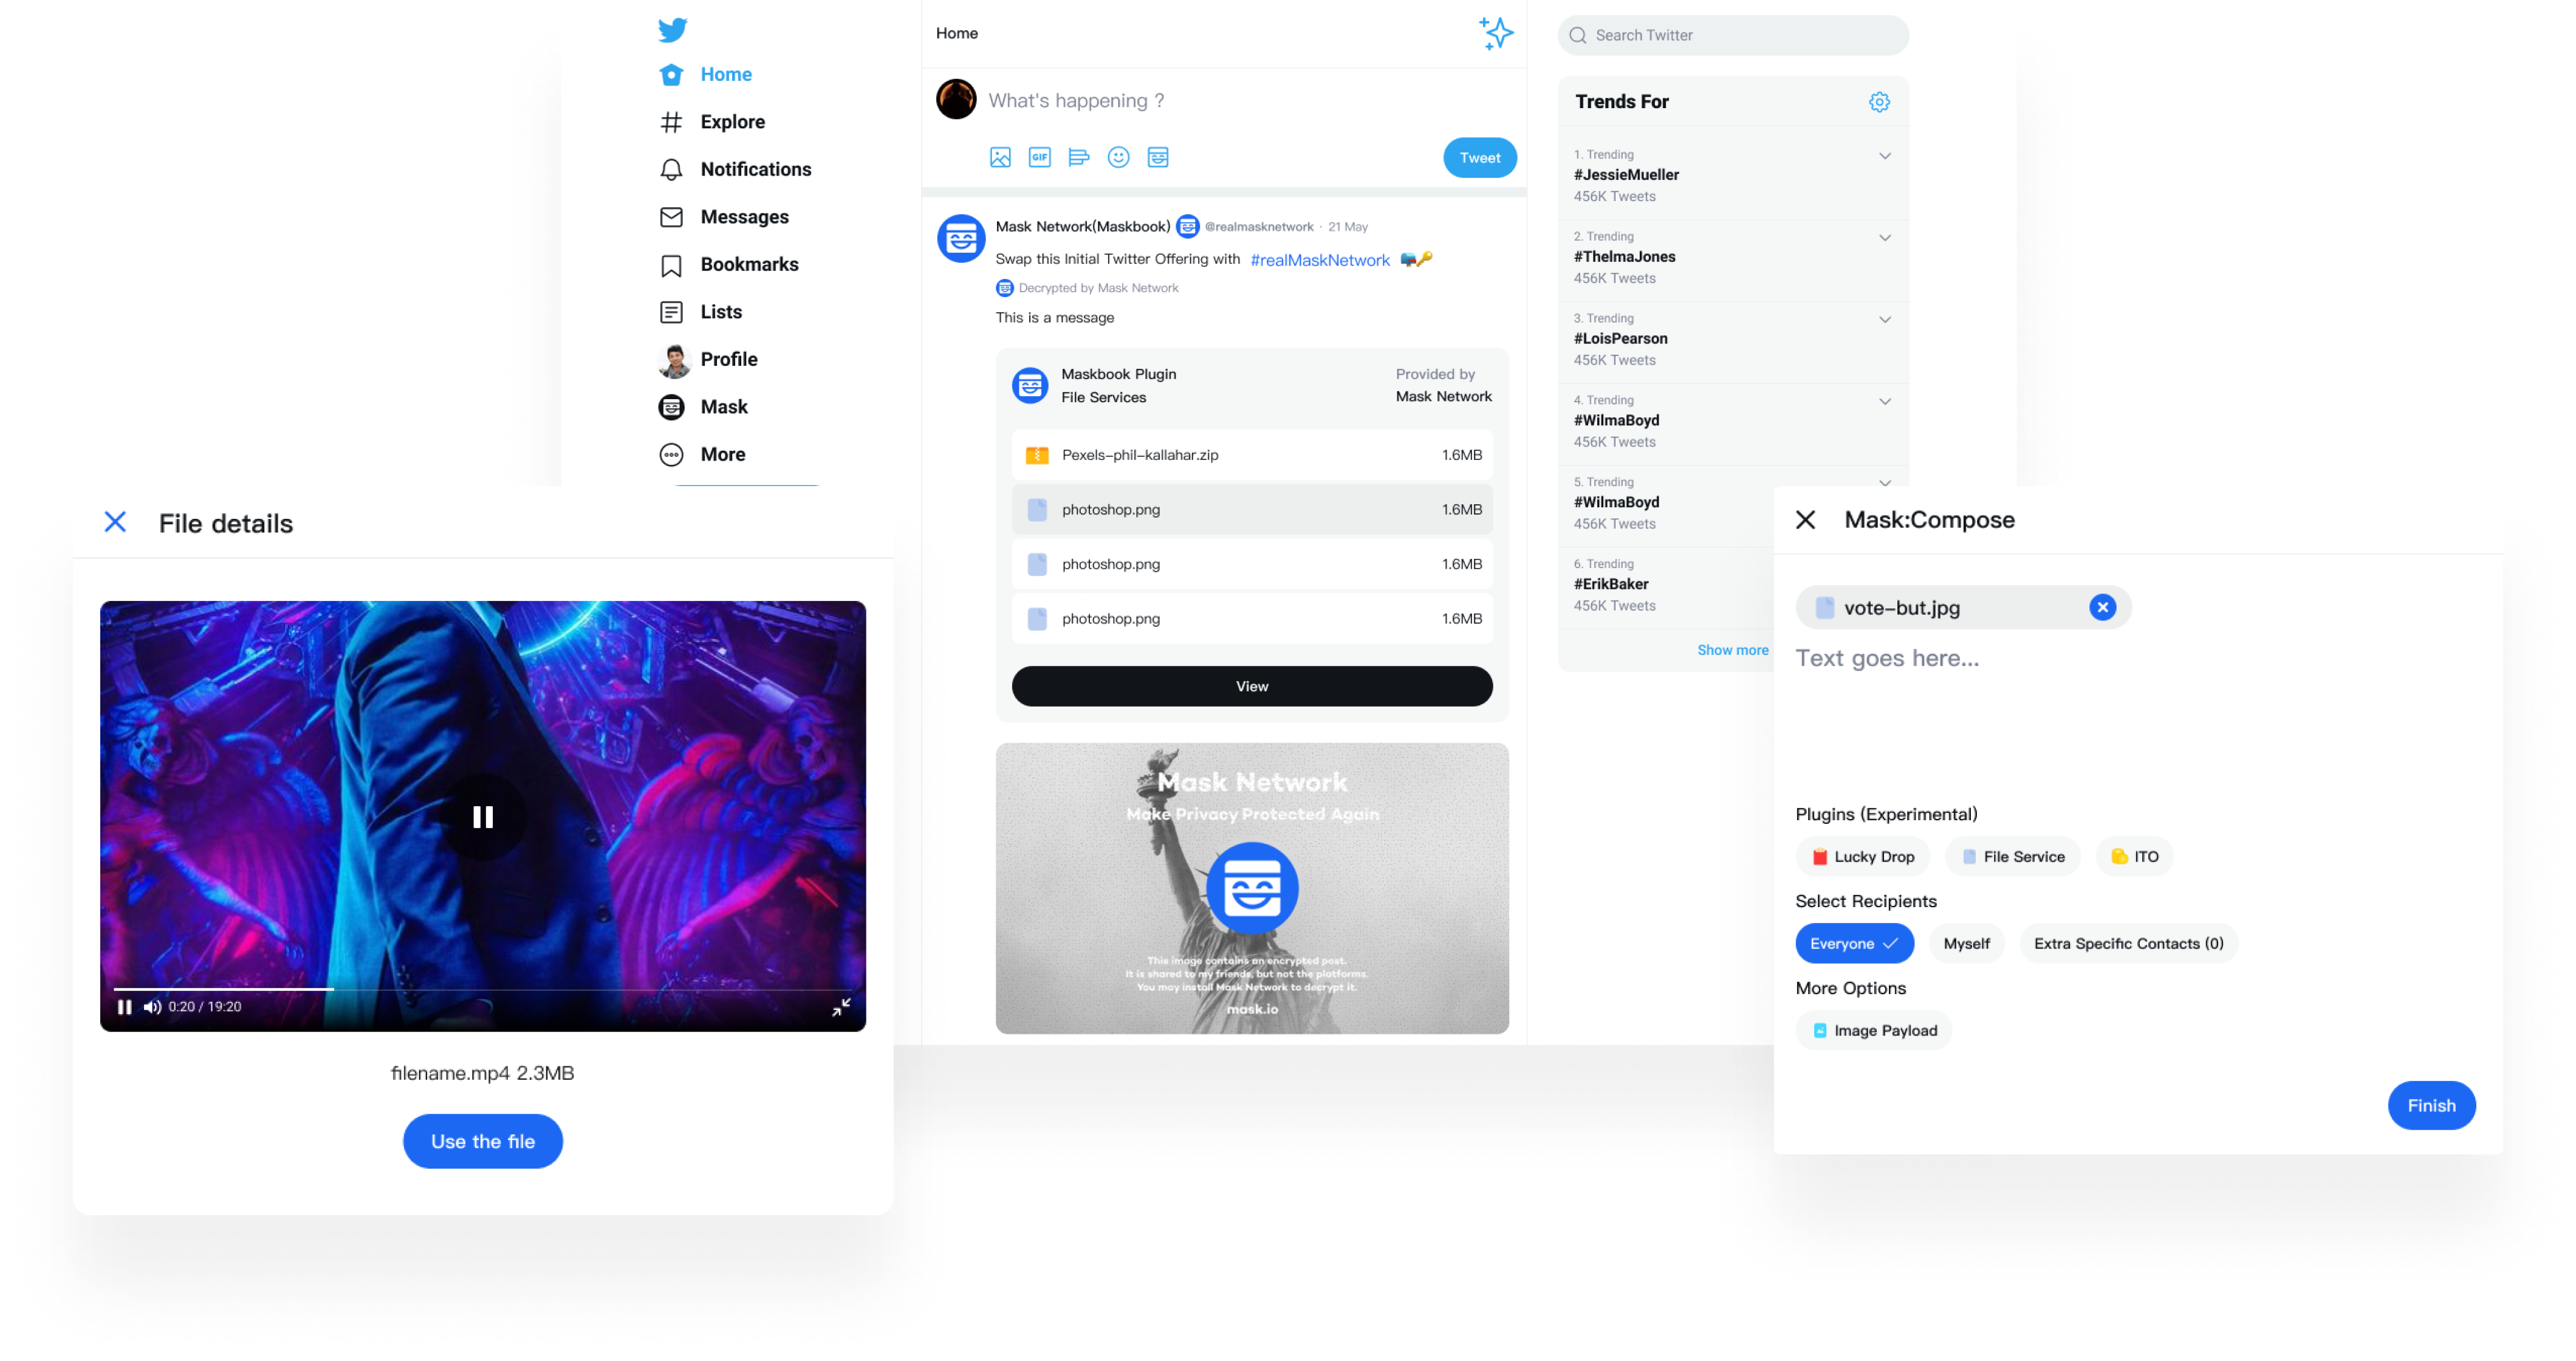 Home
Explore
Notifications
Messages
Bookmarks
Lists
Profile
Mask
More
Home
What's happening ?
GIF
Tweet
Mask Network(Maskbook) @realmasknetwork · 21 May
Swap this Initial Twitter Offering with #realMaskNetwork
Decrypted by Mask Network
This is a message
Maskbook Plugin
File Services
Provided by
Mask Network
Pexels-phil-kallahar.zip 1.6MB
photoshop.png 1.6MB
photoshop.png 1.6MB
photoshop.png 1.6MB
View
Mask Network
Make Privacy Protected Again
This image contains an encrypted post.
It is shared to my friends, but not the platforms.
You may install Mask Network to decrypt it.
mask.io
Search Twitter
Trends For
1. Trending
#JessieMueller
456K Tweets
2. Trending
#ThelmaJones
456K Tweets
3. Trending
#LoisPearson
456K Tweets
4. Trending
#WilmaBoyd
456K Tweets
5. Trending
#WilmaBoyd
456K Tweets
6. Trending
#ErikBaker
456K Tweets
Show more
File details
0:20 / 19:20
filename.mp4 2.3MB
Use the file
Mask:Compose
vote-but.jpg
Text goes here...
Plugins (Experimental)
Lucky Drop File Service ITO
Select Recipients
Everyone Myself Extra Specific Contacts (0)
More Options
Image Payload
Finish